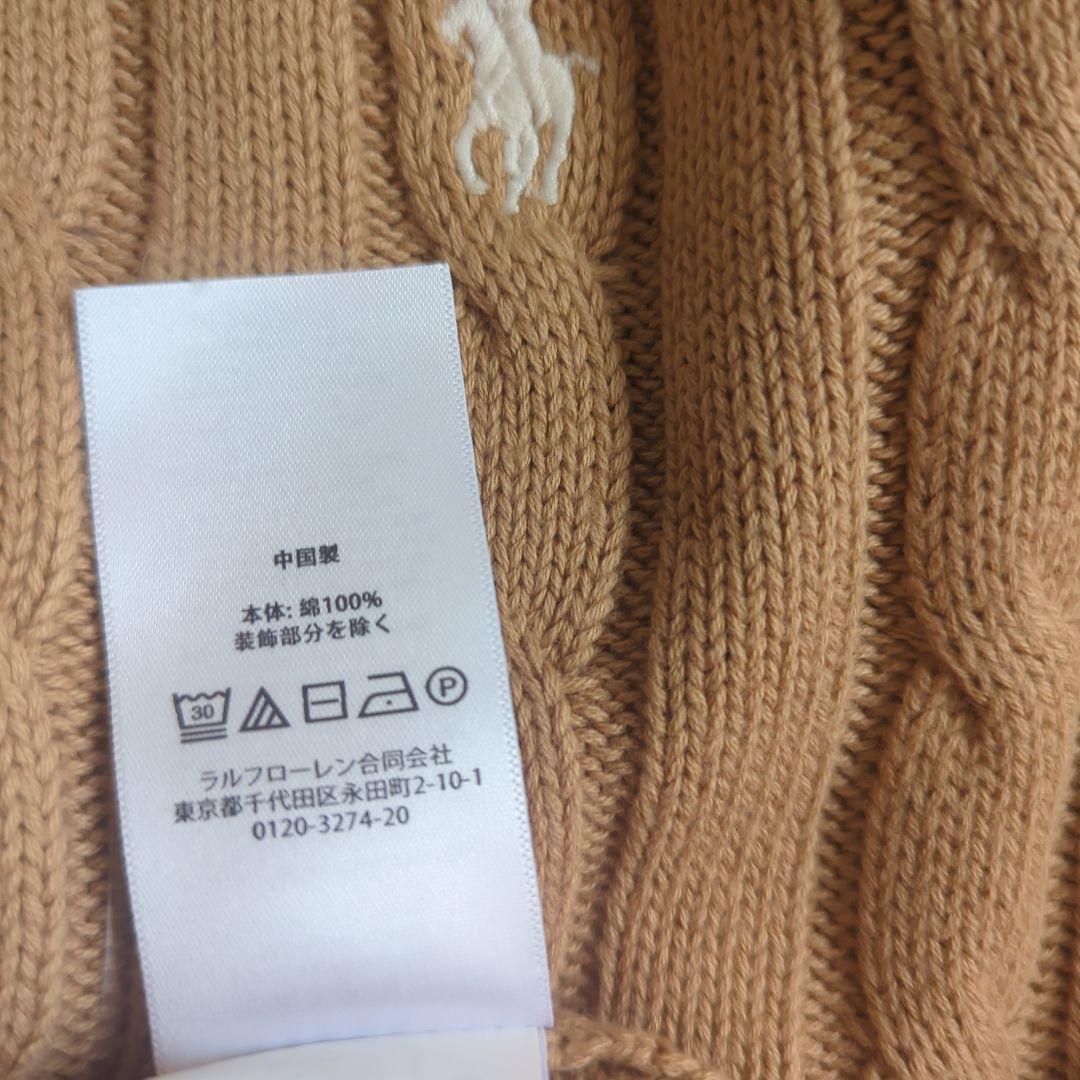 中国製
本体: 綿100%
装飾部分を除く
30 P
ラルフローレン合同会社
東京都千代田区永田町2-10-1
0120-3274-20